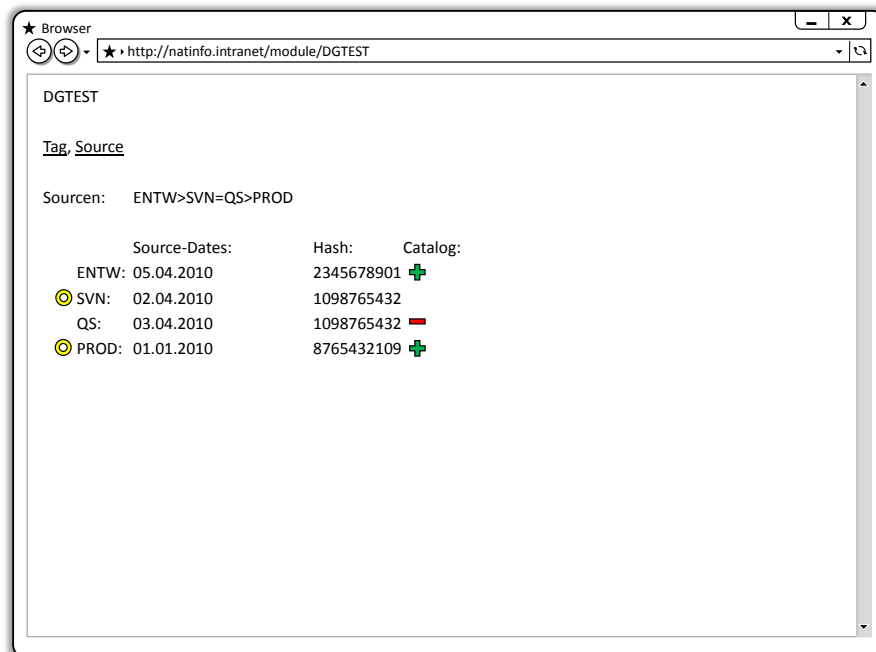 Browser
http://natinfo.intranet/module/DGTEST
DGTEST
Tag, Source
Sourcen: ENTW>SVN=QS>PROD
Source-Dates: Hash: Catalog:
ENTW: 05.04.2010 2345678901
SVN: 02.04.2010 1098765432
QS: 03.04.2010 1098765432
PROD: 01.01.2010 8765432109